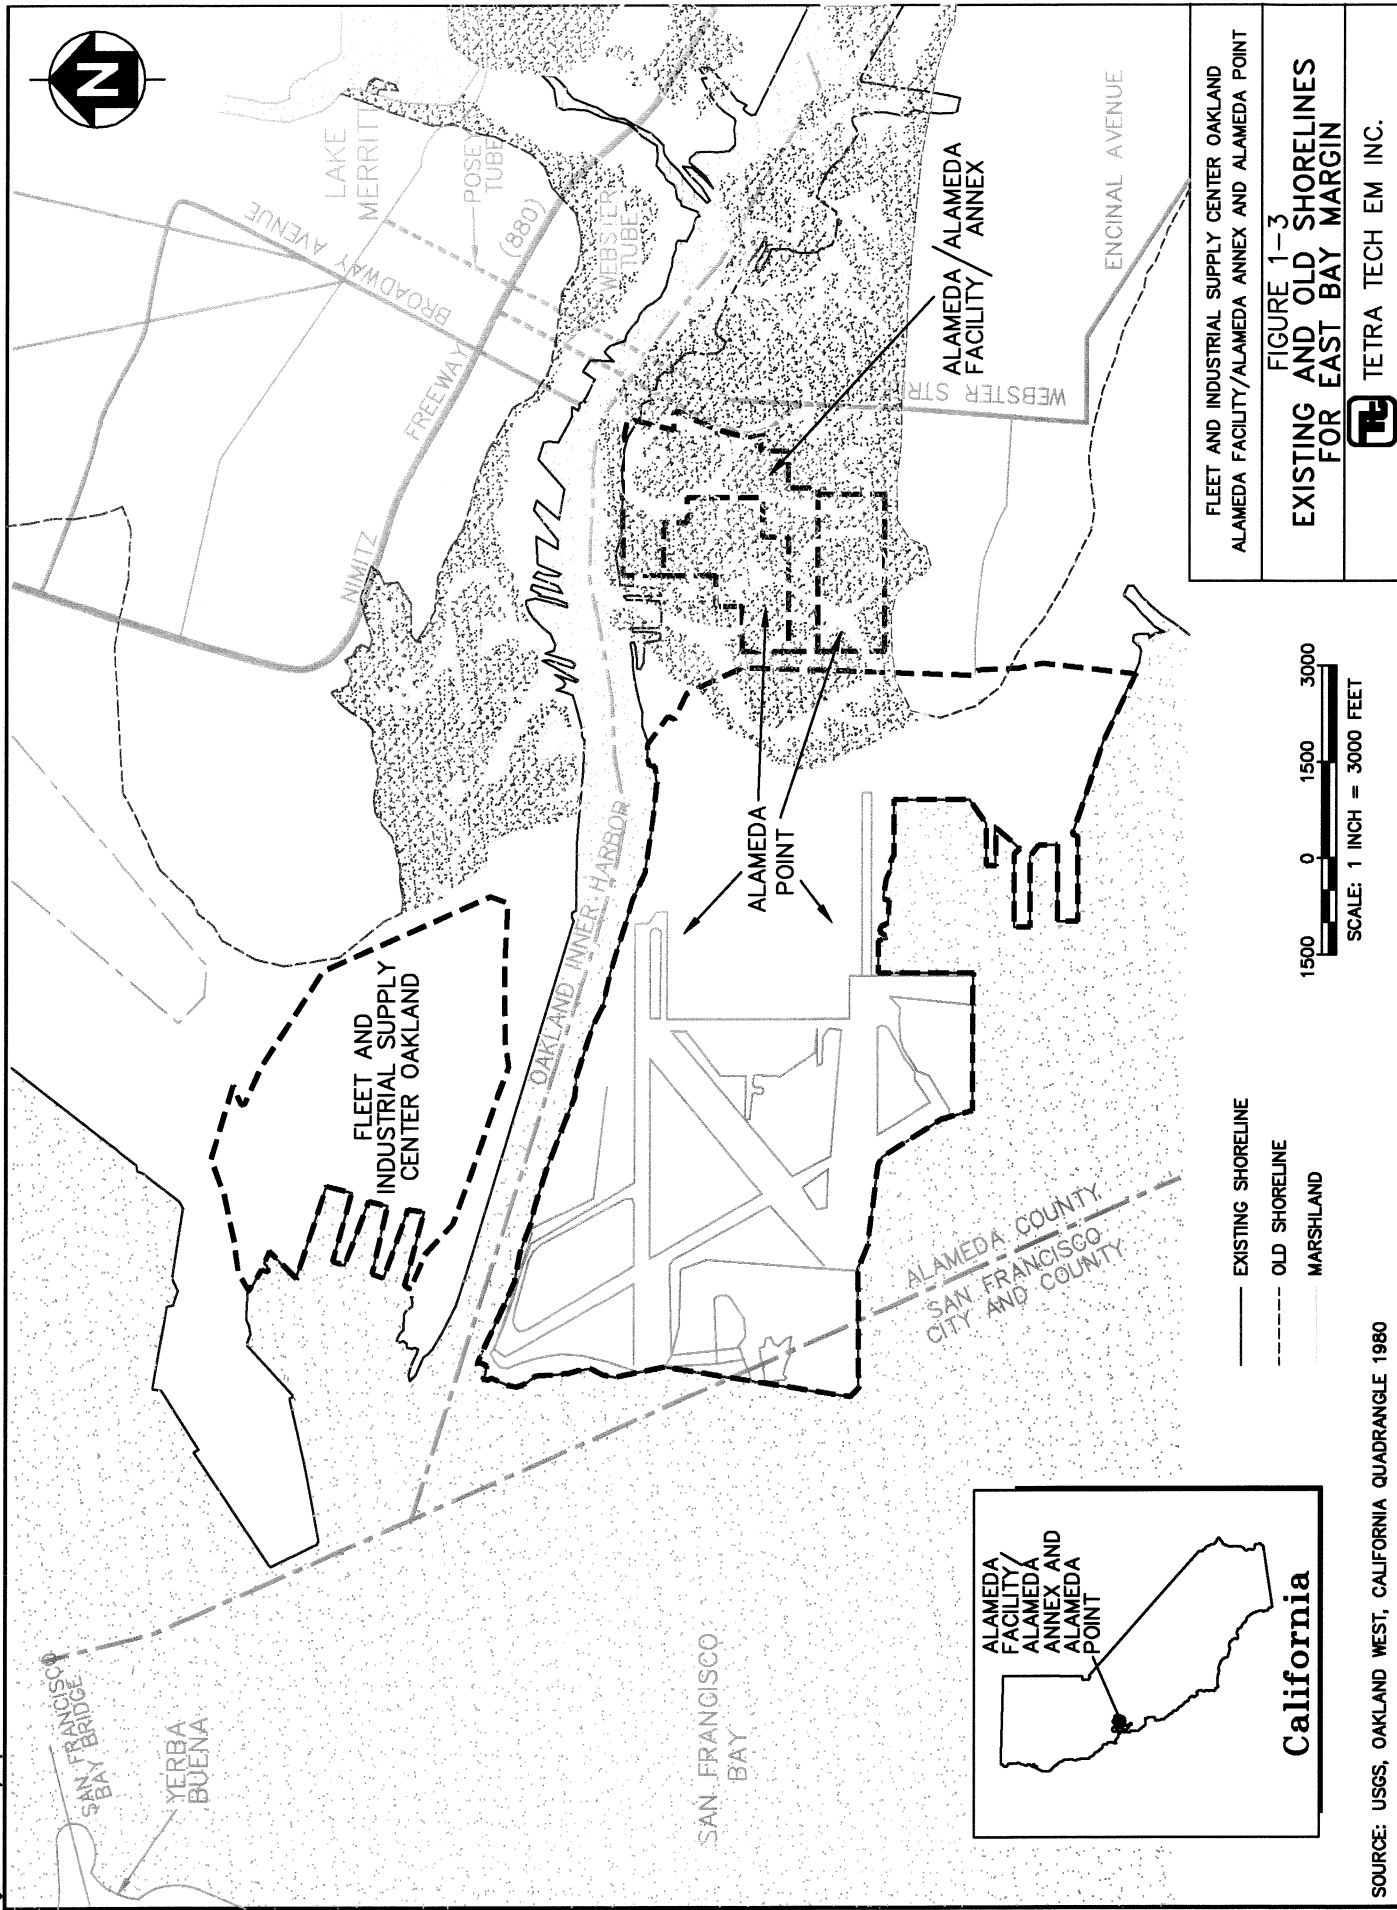 N
SAN FRANCISCO
BAY BRIDGE
YERBA
BUENA
SAN FRANCISCO
BAY
LAKE
MERRITT
POSEY
TUBE
BROADWAY AVENUE
(880)
WEBSTER
TUBE
NIMITZ
FREEWAY
FLEET AND
INDUSTRIAL SUPPLY
CENTER OAKLAND
OAKLAND INNER HARBOR
ALAMEDA
POINT
ALAMEDA / ALAMEDA
FACILITY / ANNEX
WEBSTER
ENCINAL AVENUE
ALAMEDA COUNTY
SAN FRANCISCO
CITY AND COUNTY
ALAMEDA
FACILITY/
ALAMEDA
ANNEX AND
ALAMEDA
POINT
California
EXISTING SHORELINE
OLD SHORELINE
MARSHLAND
1500 0 1500 3000
SCALE: 1 INCH = 3000 FEET
SOURCE: USGS, OAKLAND WEST, CALIFORNIA QUADRANGLE 1980
FLEET AND INDUSTRIAL SUPPLY CENTER OAKLAND
ALAMEDA FACILITY/ALAMEDA ANNEX AND ALAMEDA POINT
FIGURE 1-3
EXISTING AND OLD SHORELINES
FOR EAST BAY MARGIN
TETRA TECH EM INC.